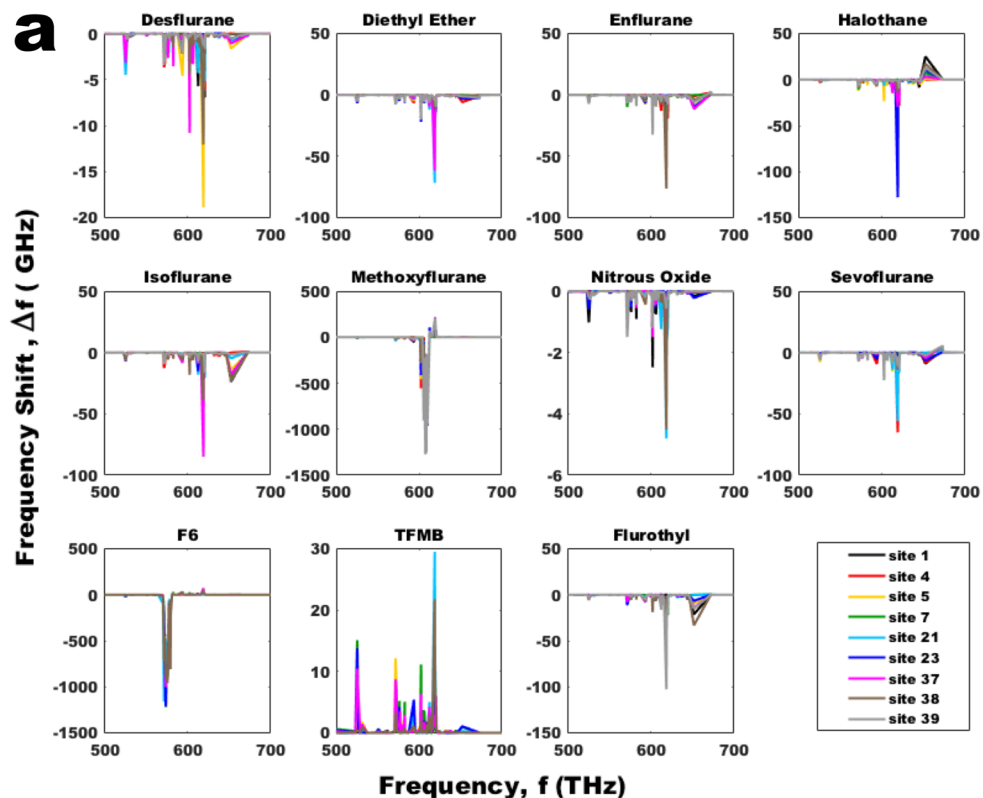 a
Desflurane
Diethyl Ether
Enflurane
Halothane
0
-5
-10
-15
-20
500 600 700
50
0
-50
-100
500 600 700
50
0
-50
-100
500 600 700
50
0
-50
-100
-150
500 600 700
Isoflurane
Methoxyflurane
Nitrous Oxide
Sevoflurane
50
0
-50
-100
500 600 700
500
0
-500
-1000
-1500
500 600 700
0
-2
-4
-6
500 600 700
50
0
-50
-100
500 600 700
F6
TFMB
Flurothyl
500
0
-500
-1000
-1500
500 600 700
30
20
10
0
500 600 700
50
0
-50
-100
-150
500 600 700
site 1
site 4
site 5
site 7
site 21
site 23
site 37
site 38
site 39
Frequency Shift , Δf ( GHz)
Frequency, f (THz)